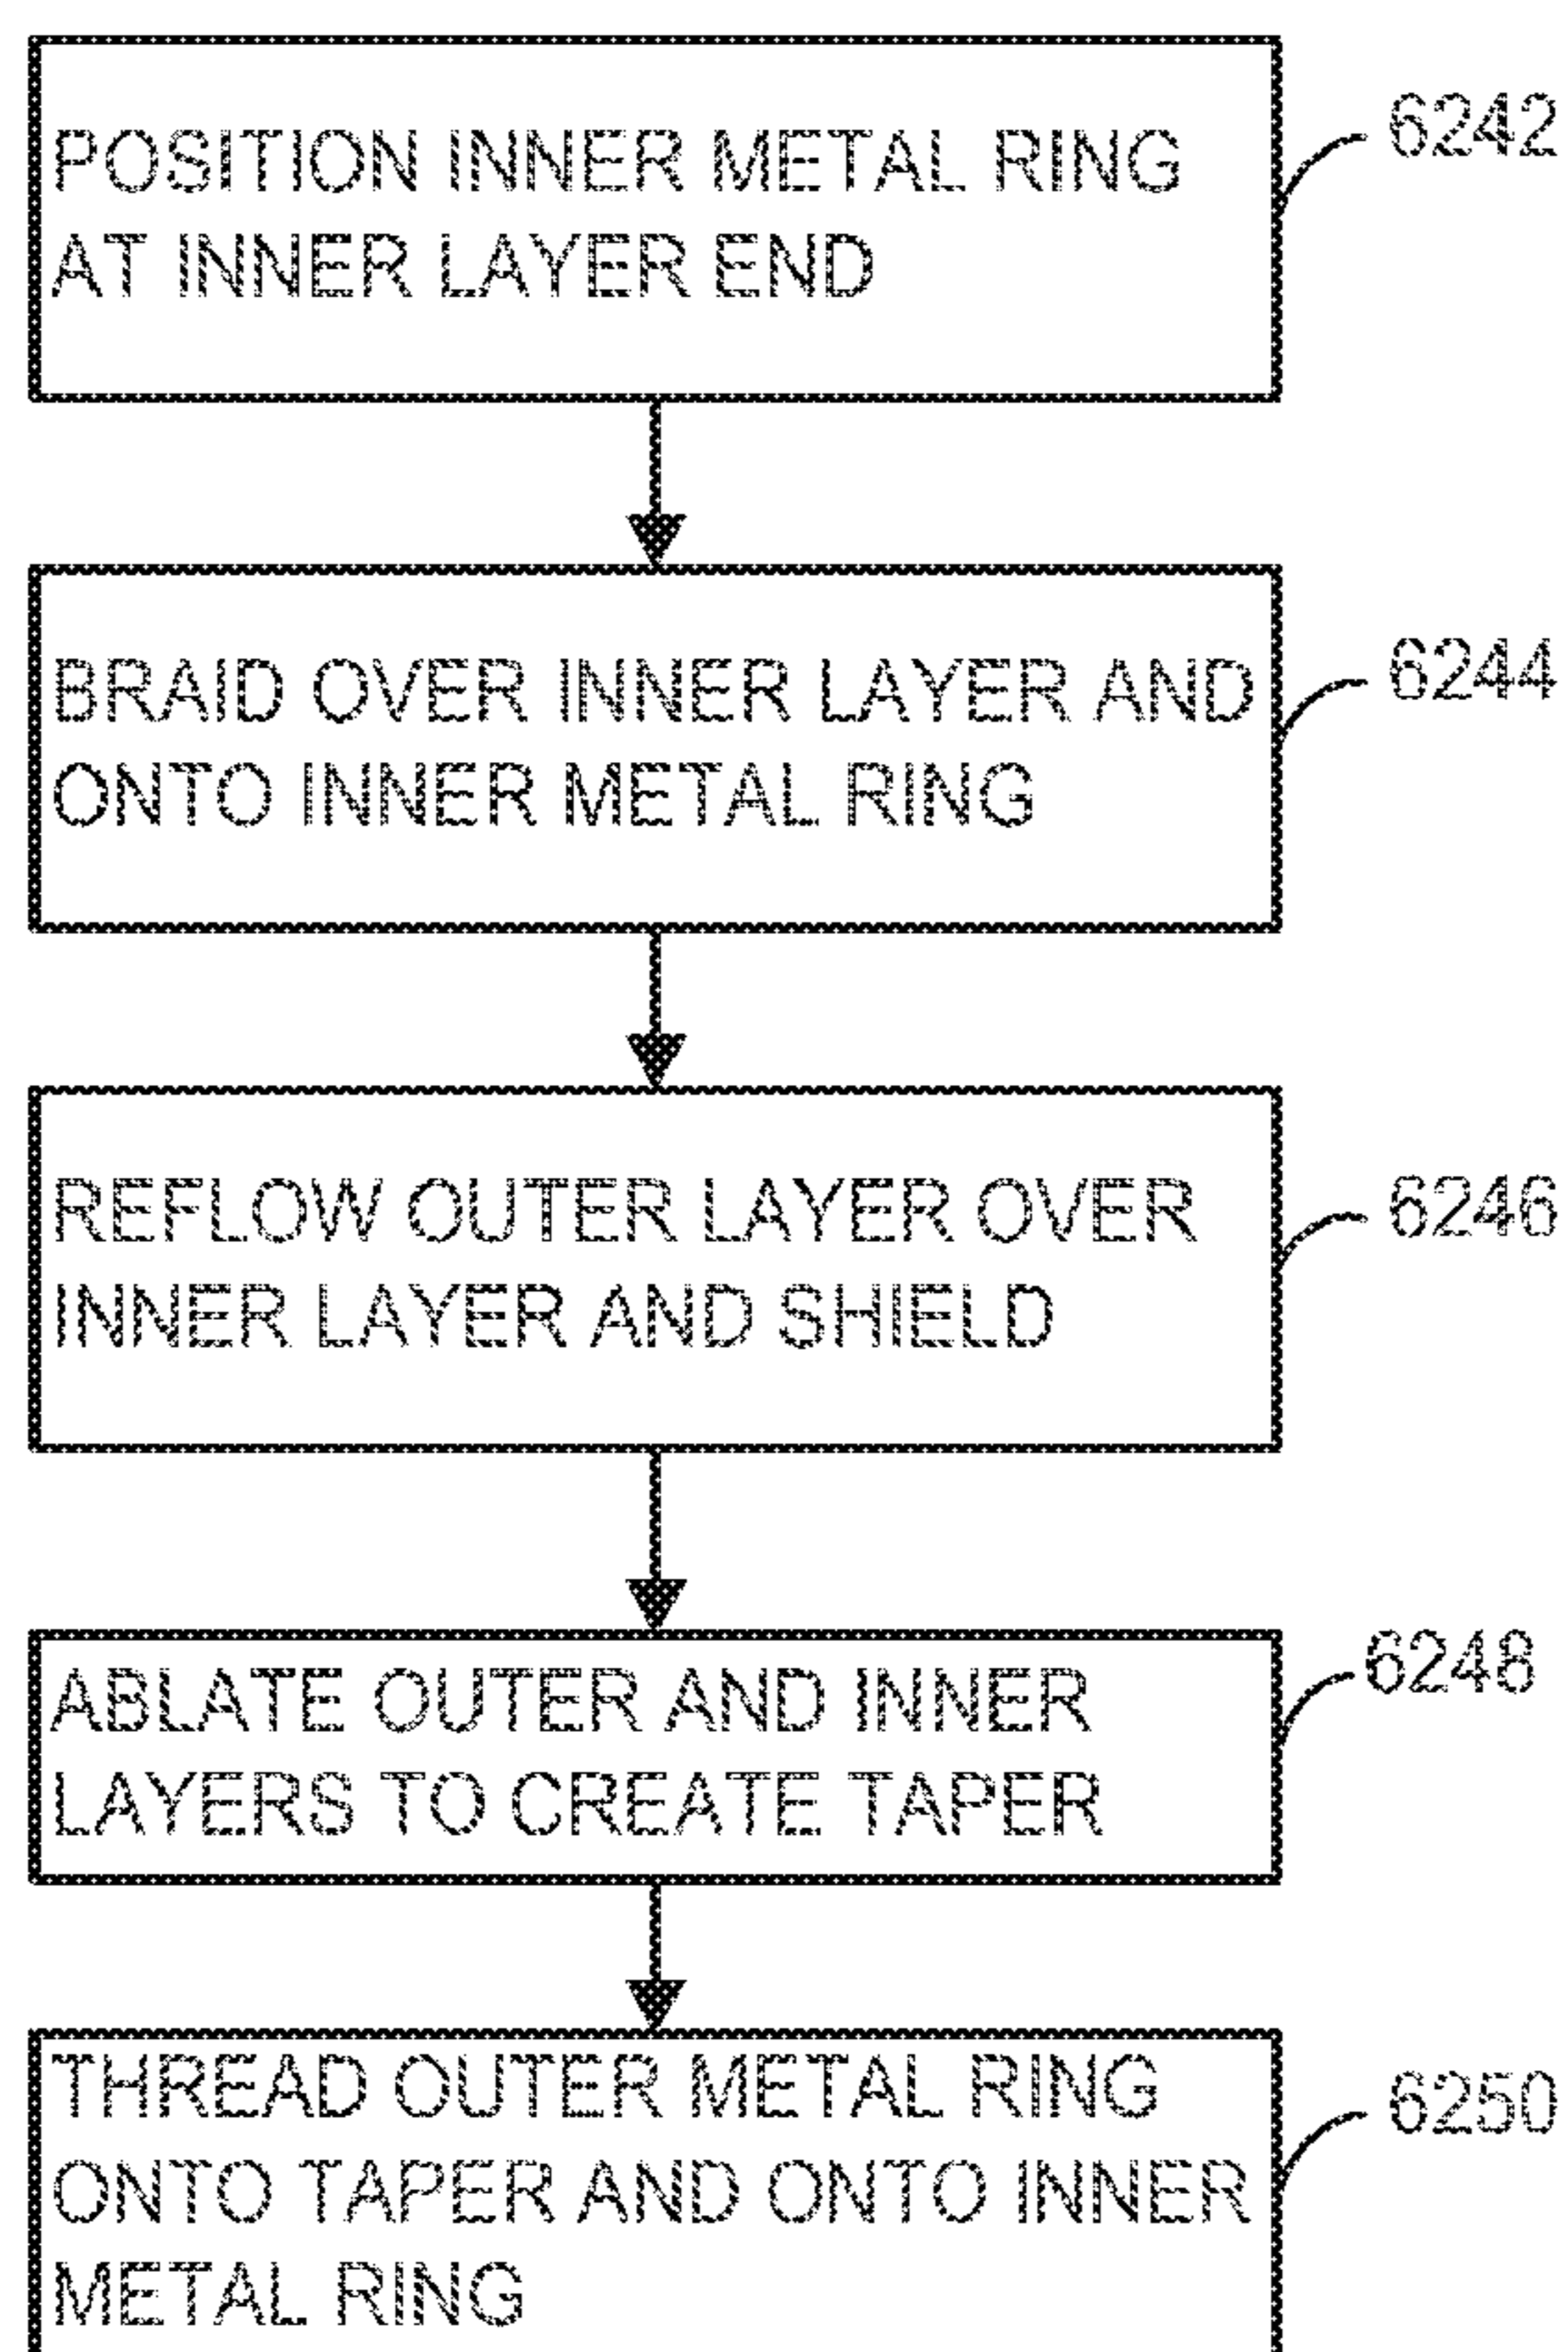 POSITION INNER METAL RING
AT INNER LAYER END
6242
BRAID OVER INNER LAYER AND
ONTO INNER METAL RING
6244
REFLOW OUTER LAYER OVER
INNER LAYER AND SHIELD
6246
ABLATE OUTER AND INNER
LAYERS TO CREATE TAPER
6248
THREAD OUTER METAL RING
ONTO TAPER AND ONTO INNER
METAL RING
6250